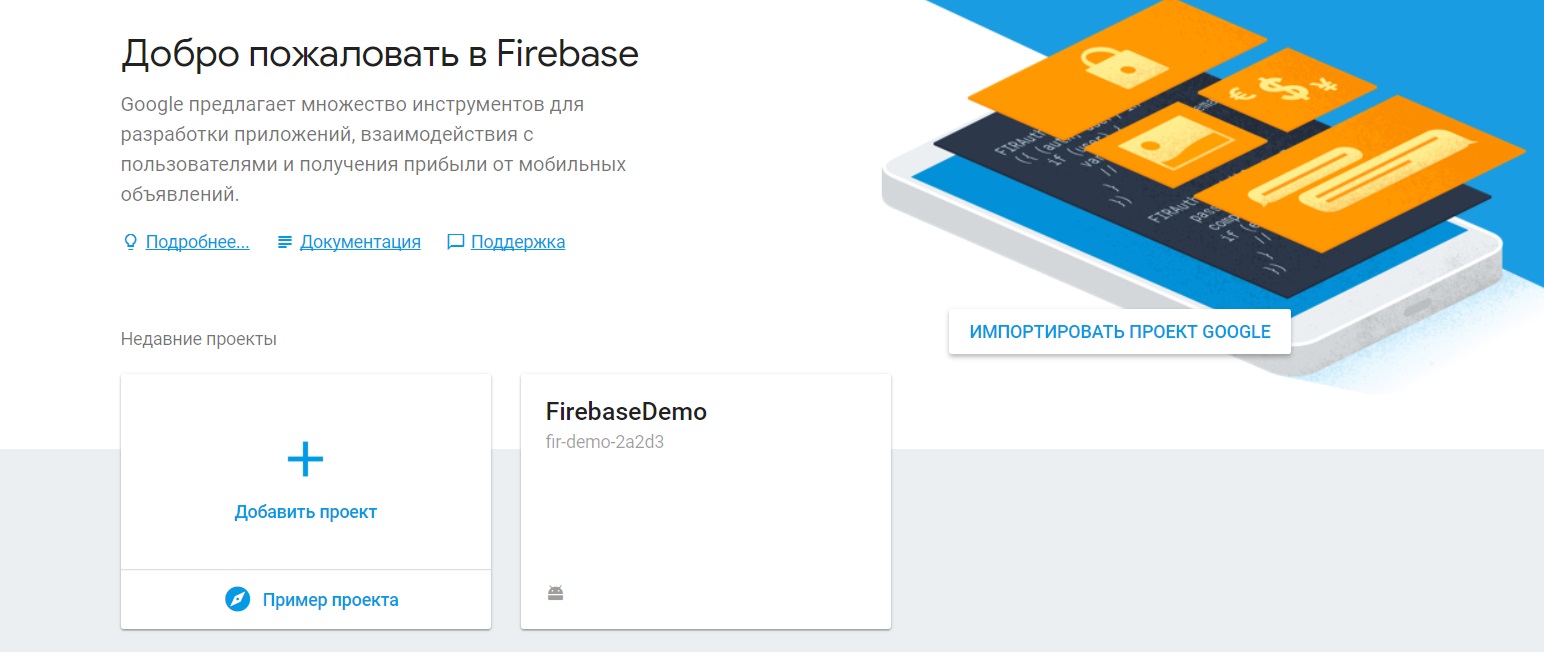 Добро пожаловать в Firebase
Google предлагает множество инструментов для
разработки приложений, взаимодействия с
пользователями и получения прибыли от мобильных
объявлений.
Подробнее...
Документация
Поддержка
ИМПОРТИРОВАТЬ ПРОЕКТ GOOGLE
Недавние проекты
Добавить проект
Пример проекта
FirebaseDemo
fir-demo-2a2d3